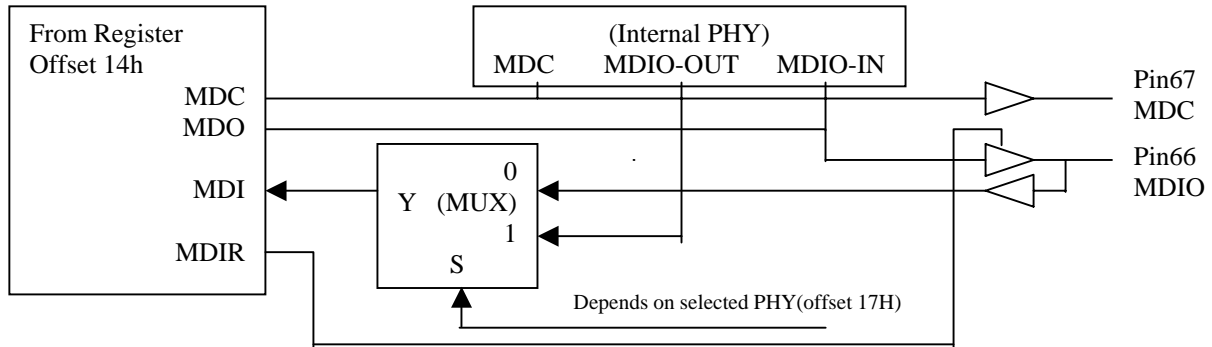 From Register
Offset 14h
MDC
MDO
MDI
MDIR
(Internal PHY)
MDC MDIO-OUT MDIO-IN
0
Y (MUX)
1
S
Depends on selected PHY(offset 17H)
Pin67
MDC
Pin66
MDIO